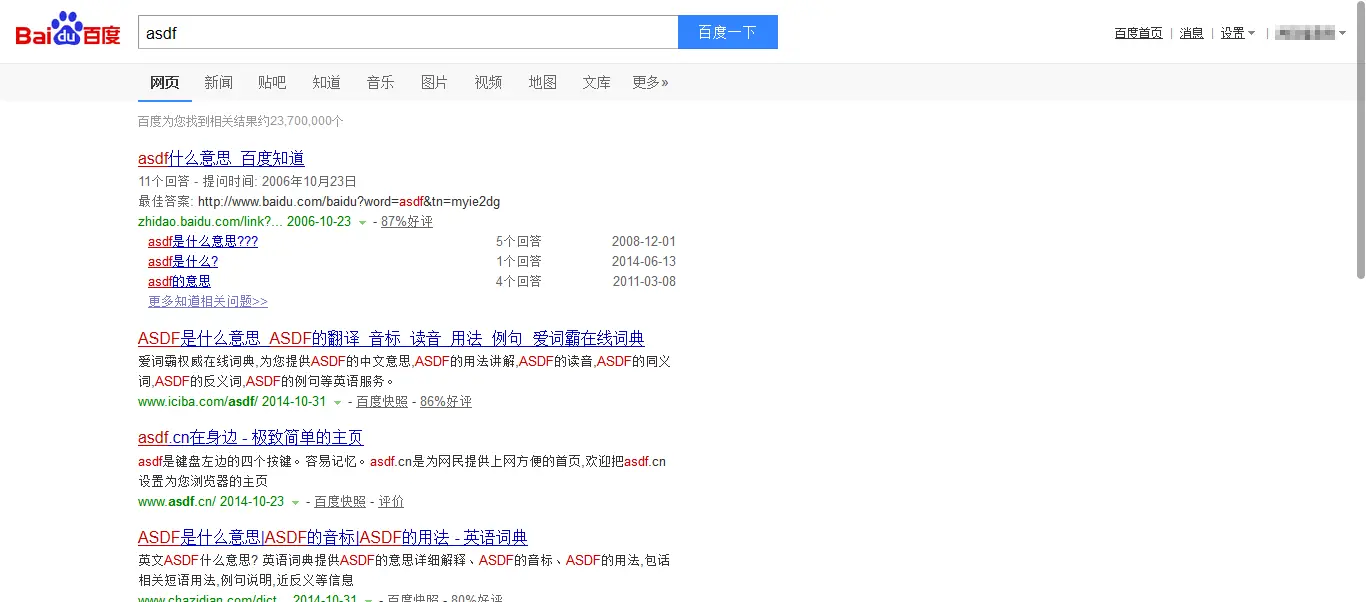 Bai du 百度
asdf
百度一下
百度首页 | 消息 | 设置 |
网页 新闻 贴吧 知道 音乐 图片 视频 地图 文库 更多»
百度为您找到相关结果约23,700,000个
asdf什么意思_百度知道
11个回答 - 提问时间: 2006年10月23日
最佳答案: http://www.baidu.com/baidu?word=asdf&tn=myie2dg
zhidao.baidu.com/link?... 2006-10-23 - 87%好评
asdf是什么意思??? 5个回答 2008-12-01
asdf是什么? 1个回答 2014-06-13
asdf的意思 4个回答 2011-03-08
更多知道相关问题>>
ASDF是什么意思_ASDF的翻译_音标_读音_用法_例句_爱词霸在线词典
爱词霸权威在线词典,为您提供ASDF的中文意思,ASDF的用法讲解,ASDF的读音,ASDF的同义
词,ASDF的反义词,ASDF的例句等英语服务。
www.iciba.com/asdf/ 2014-10-31 - 百度快照 - 86%好评
asdf.cn在身边 - 极致简单的主页
asdf是键盘左边的四个按键。容易记忆。asdf.cn是为网民提供上网方便的首页,欢迎把asdf.cn
设置为您浏览器的主页
www.asdf.cn/ 2014-10-23 - 百度快照 - 评价
ASDF是什么意思|ASDF的音标|ASDF的用法 - 英语词典
英文ASDF什么意思? 英语词典提供ASDF的意思详细解释、ASDF的音标、ASDF的用法,包话
相关短语用法,例句说明,近反义等信息
www.chazidian.com/dict... 2014-10-31 - 百度快照 - 80%好评